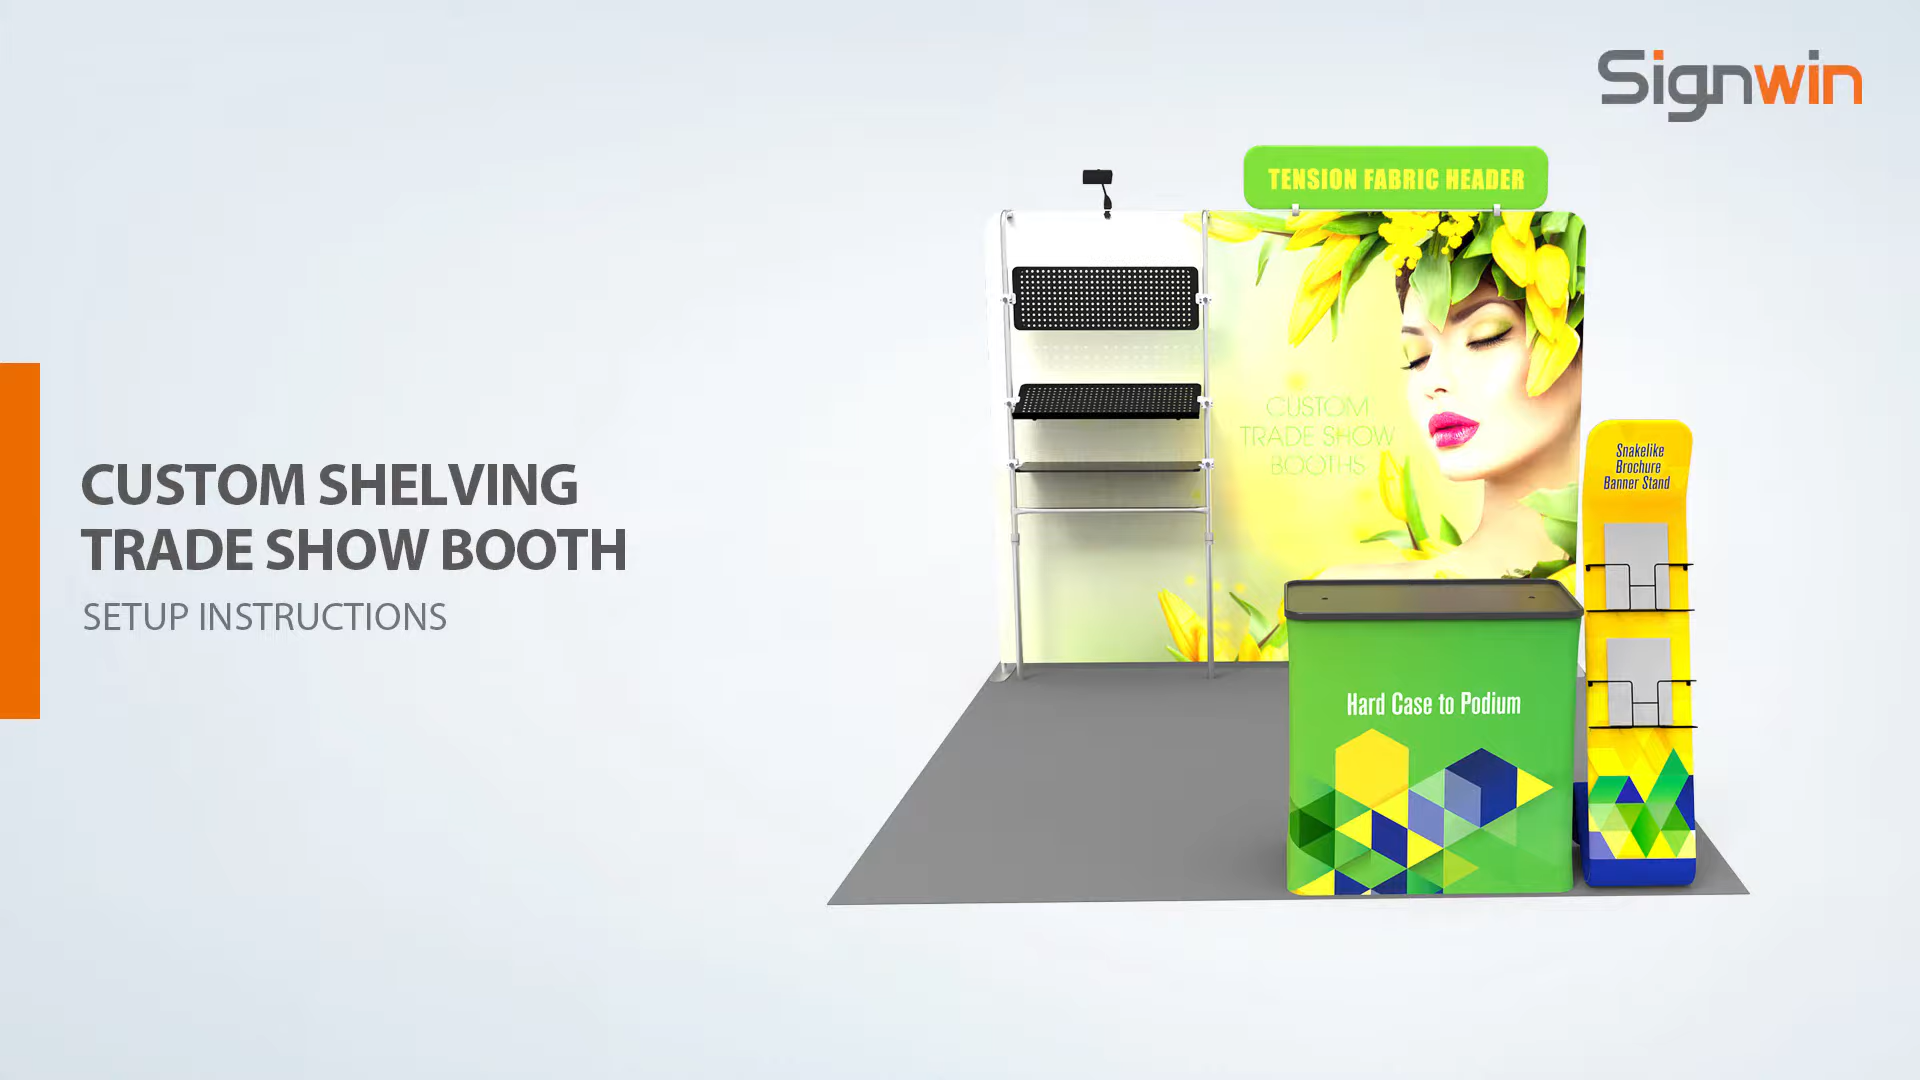 Signwin
TENSION FABRIC HEADER
CUSTOM
TRADE SHOW
BOOTHS
Snakelike
Brochure
Banner Stand
CUSTOM SHELVING
TRADE SHOW BOOTH
SETUP INSTRUCTIONS
Hard Case to Podium